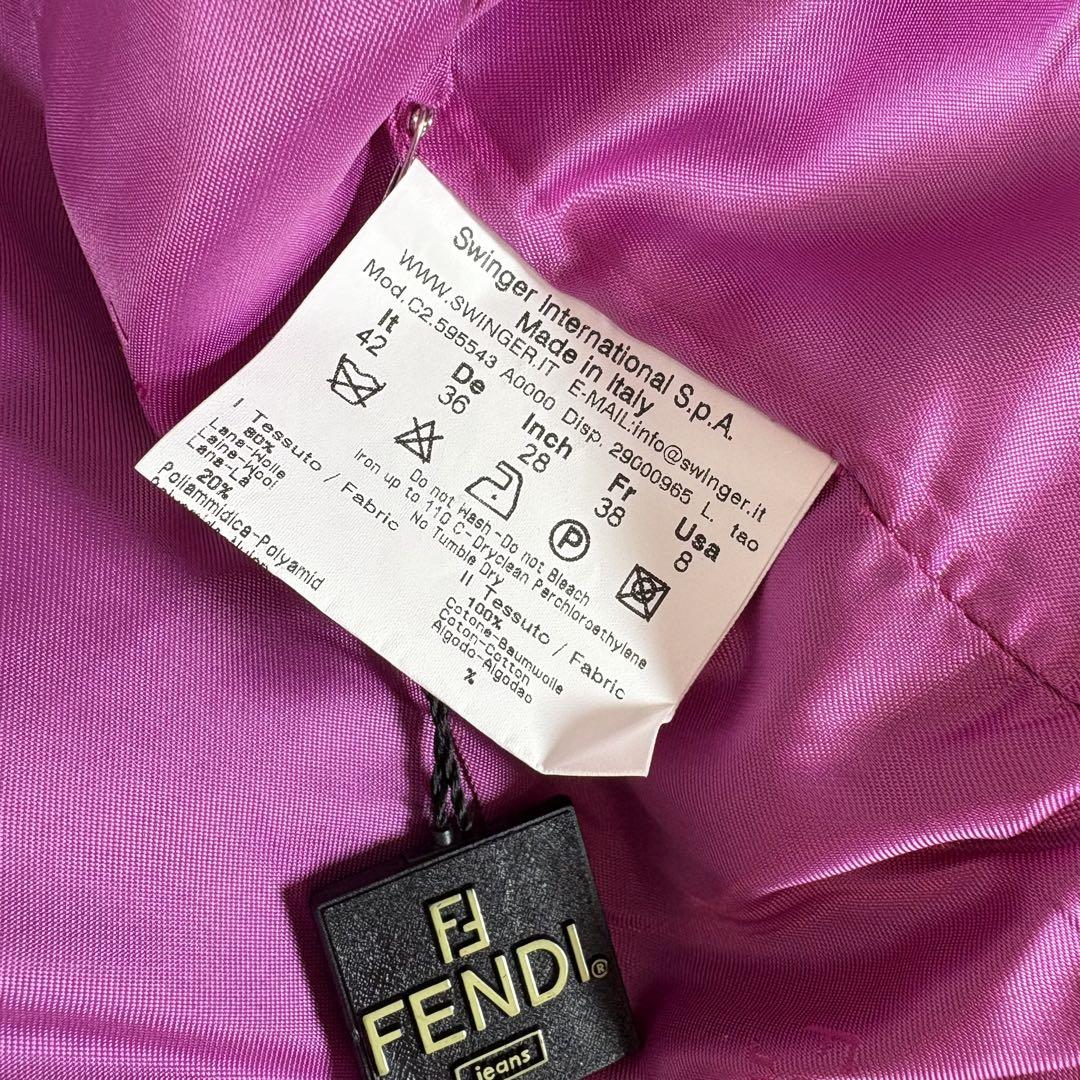 Swinger International S.p.A.
Made in Italy
WWW.SWINGER.IT E-MAIL:info@swinger.it
Mod.C2.595543 A0000 Disp. 29000965 L. tao
It De Inch Fr Usa
42 36 28 38 8
P
Do not Wash-Do not Bleach
Iron up to 110 C-Dryclean Perchloroethylene
No Tumble Dry
I Tessuto / Fabric
80%
Lana-Wolle
Laine-Wool
Lana-La
20%
Poliammidica-Polyamid
II Tessuto / Fabric
100%
Cotone-Baumwolle
Coton-Cotton
Algodo-Algodao
%
FENDI®
jeans